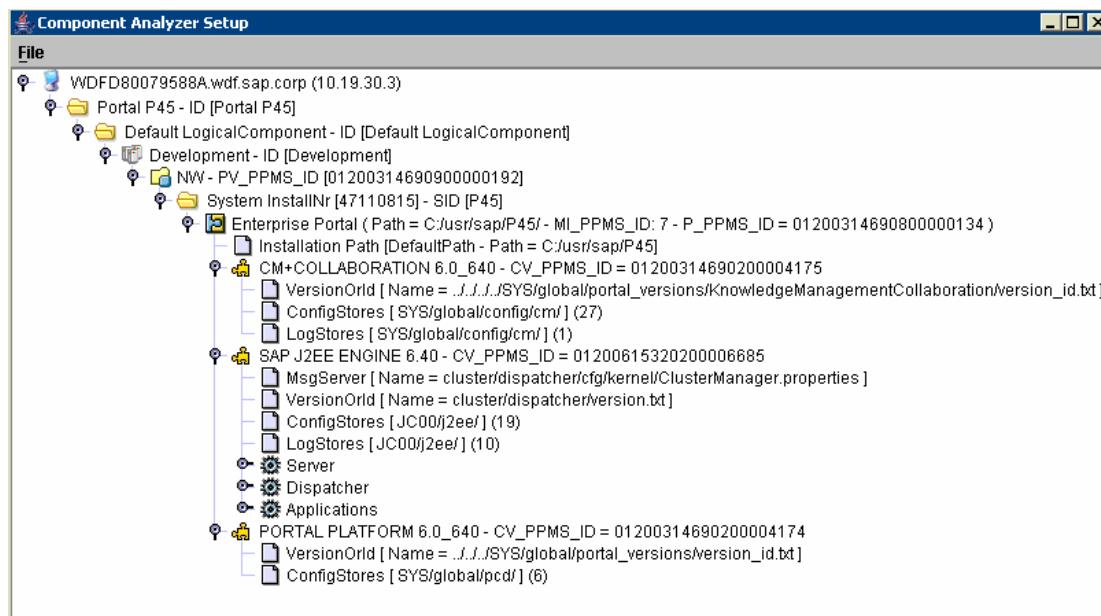 Component Analyzer Setup
File
WDFD80079588A.wdf.sap.corp (10.19.30.3)
Portal P45 - ID [Portal P45]
Default LogicalComponent - ID [Default LogicalComponent]
Development - ID [Development]
NW - PV_PPMS_ID [01200314690900000192]
System InstallNr [47110815] - SID [P45]
Enterprise Portal ( Path = C:/usr/sap/P45/ - MI_PPMS_ID: 7 - P_PPMS_ID = 01200314690800000134 )
Installation Path [DefaultPath - Path = C:/usr/sap/P45]
CM+COLLABORATION 6.0_640 - CV_PPMS_ID = 01200314690200004175
VersionOrId [ Name = ../../../../SYS/global/portal_versions/KnowledgeManagementCollaboration/version_id.txt ]
ConfigStores [ SYS/global/config/cm/ ] (27)
LogStores [ SYS/global/config/cm/ ] (1)
SAP J2EE ENGINE 6.40 - CV_PPMS_ID = 01200615320200006685
MsgServer [ Name = cluster/dispatcher/cfg/kernel/ClusterManager.properties ]
VersionOrId [ Name = cluster/dispatcher/version.txt ]
ConfigStores [ JC00/j2ee/ ] (19)
LogStores [ JC00/j2ee/ ] (10)
Server
Dispatcher
Applications
PORTAL PLATFORM 6.0_640 - CV_PPMS_ID = 01200314690200004174
VersionOrId [ Name = ../../../SYS/global/portal_versions/version_id.txt ]
ConfigStores [ SYS/global/pcd/ ] (6)